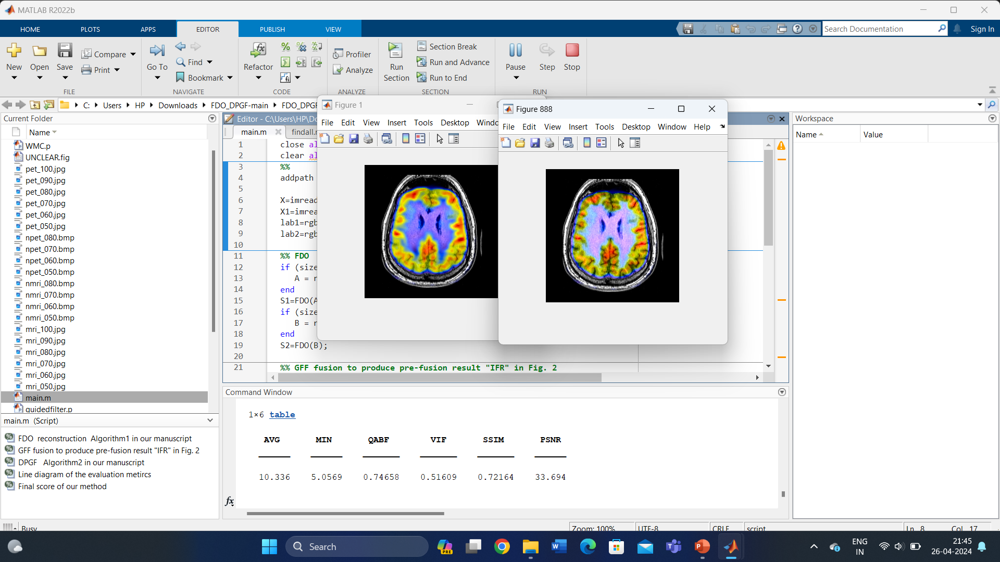 MATLAB R2022b
HOME PLOTS APPS EDITOR PUBLISH VIEW
Search Documentation Sign In
New Open Save Compare Print
FILE
Go To Find Bookmark
NAVIGATE
Refactor
CODE
Profiler
Analyze
ANALYZE
Run Section
Section Break
Run and Advance
Run to End
SECTION
Pause Step Stop
RUN
C: Users HP Downloads FDO_DPGF-main FDO_DPGF
Current Folder
Name
WMC.p
UNCLEAR.fig
pet_100.jpg
pet_090.jpg
pet_080.jpg
pet_070.jpg
pet_060.jpg
pet_050.jpg
npet_080.bmp
npet_070.bmp
npet_060.bmp
npet_050.bmp
nmri_080.bmp
nmri_070.bmp
nmri_060.bmp
nmri_050.bmp
mri_100.jpg
mri_090.jpg
mri_080.jpg
mri_070.jpg
mri_060.jpg
mri_050.jpg
main.m
guidedfilter.p
main.m (Script)
FDO reconstruction Algorithm1 in our manuscript
GFF fusion to produce pre-fusion result "IFR" in Fig. 2
DPGF Algorithm2 in our manuscript
Line diagram of the evaluation metircs
Final score of our method
Editor - C:\Users\HP\Do
main.m findall.
1 close al
2 clear al
3 %%
4 addpath
5
6 X=imread
7 X1=imrea
8 lab1=rgb
9 lab2=rgb
10
11 %% FDO
12 if (size
13 A = r
14 end
15 S1=FDO(A
16 if (size
17 B = r
18 end
19 S2=FDO(B);
20
21 %% GFF fusion to produce pre-fusion result "IFR" in Fig. 2
Figure 1
File Edit View Insert Tools Desktop Windo
Figure 888
File Edit View Insert Tools Desktop Window Help
Command Window
1×6 table
AVG MIN QABF VIF SSIM PSNR
10.336 5.0569 0.74658 0.51609 0.72164 33.694
fx
Workspace
Name Value
Busy
Zoom: 100% UTF-8 CRLF script Ln 8 Col 17
Search
PRE
ENG
IN
21:45
26-04-2024